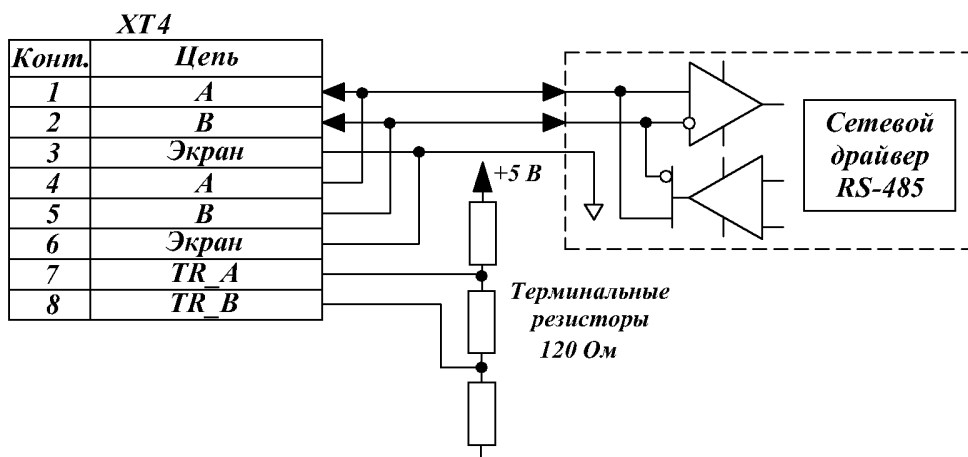 XT4
Конт. Цепь
1 A
2 B
3 Экран
4 A
5 B
6 Экран
7 TR_A
8 TR_B
+5 В
Терминальные
резисторы
120 Ом
Сетевой
драйвер
RS-485